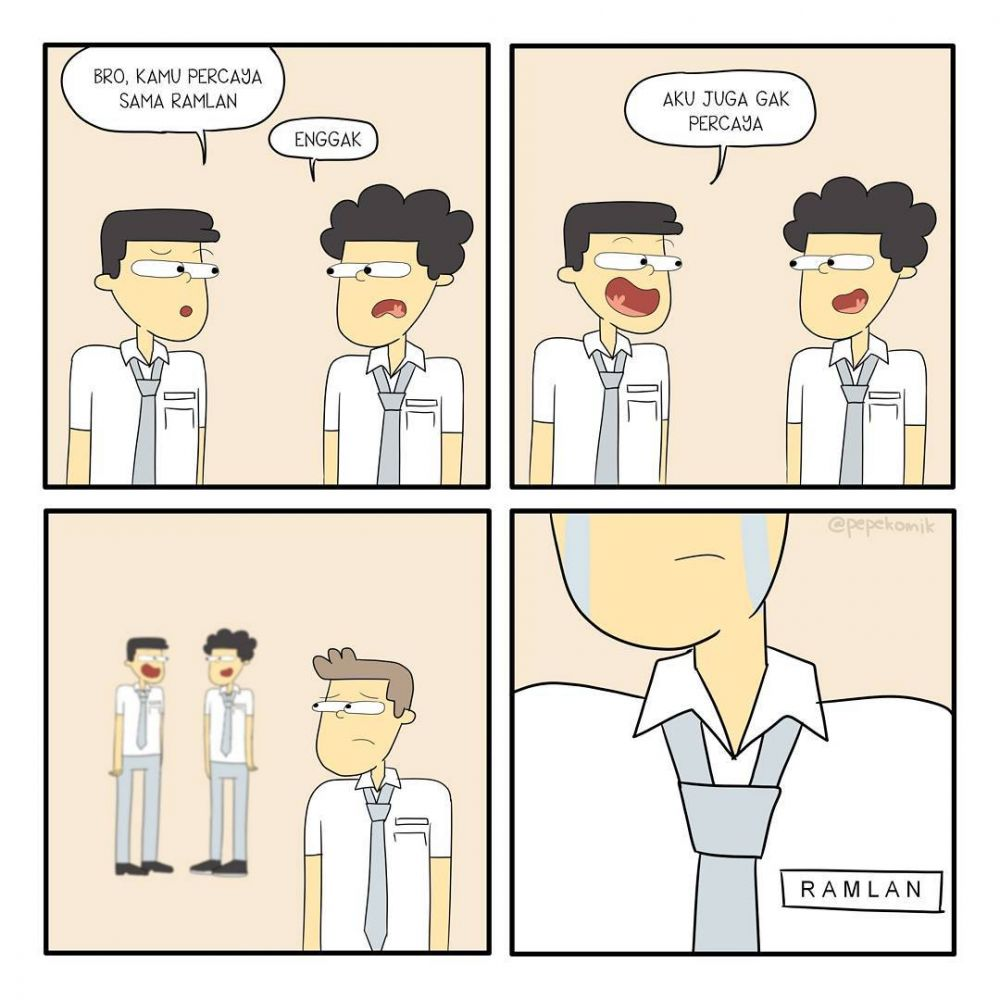 BRO, KAMU PERCAYA
SAMA RAMLAN
ENGGAK
AKU JUGA GAK
PERCAYA
@pepekomik
RAMLAN